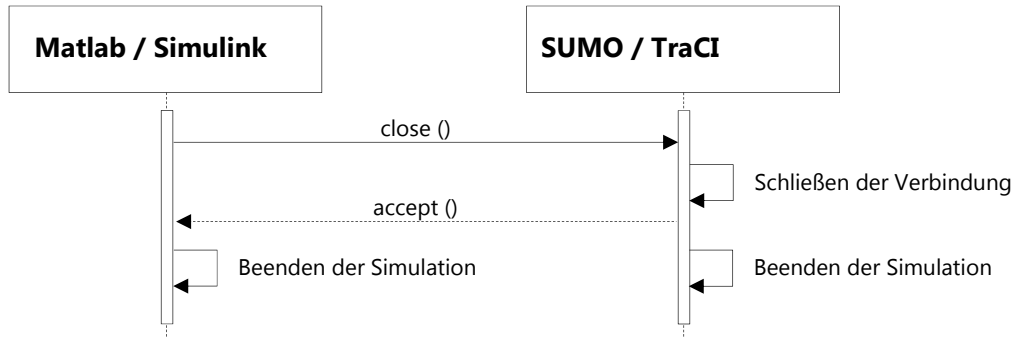 Matlab / Simulink
SUMO / TraCI
close ()
Schließen der Verbindung
accept ()
Beenden der Simulation
Beenden der Simulation